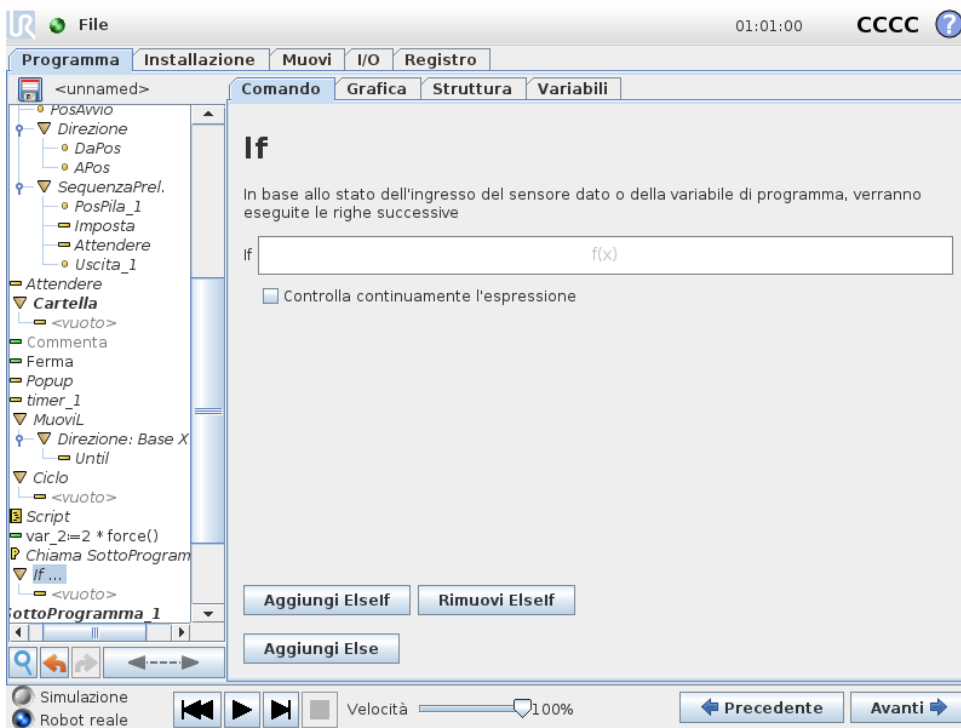 UR File 01:01:00 CCCC ?
Programma Installazione Muovi I/O Registro
<unnamed>
Comando Grafica Struttura Variabili
PosAvvio
Direzione
DaPos
APos
SequenzaPrel.
PosPila_1
Imposta
Attendere
Uscita_1
Attendere
Cartella
<vuoto>
Commenta
Ferma
Popup
timer_1
MuoviL
Direzione: Base X
Until
Ciclo
<vuoto>
Script
var_2:=2 * force()
Chiama SottoProgram
If ...
<vuoto>
SottoProgramma_1
If
In base allo stato dell'ingresso del sensore dato o della variabile di programma, verranno
eseguite le righe successive
If f(x)
Controlla continuamente l'espressione
Aggiungi ElseIf Rimuovi ElseIf
Aggiungi Else
Simulazione
Robot reale
Velocità 100%
Precedente Avanti